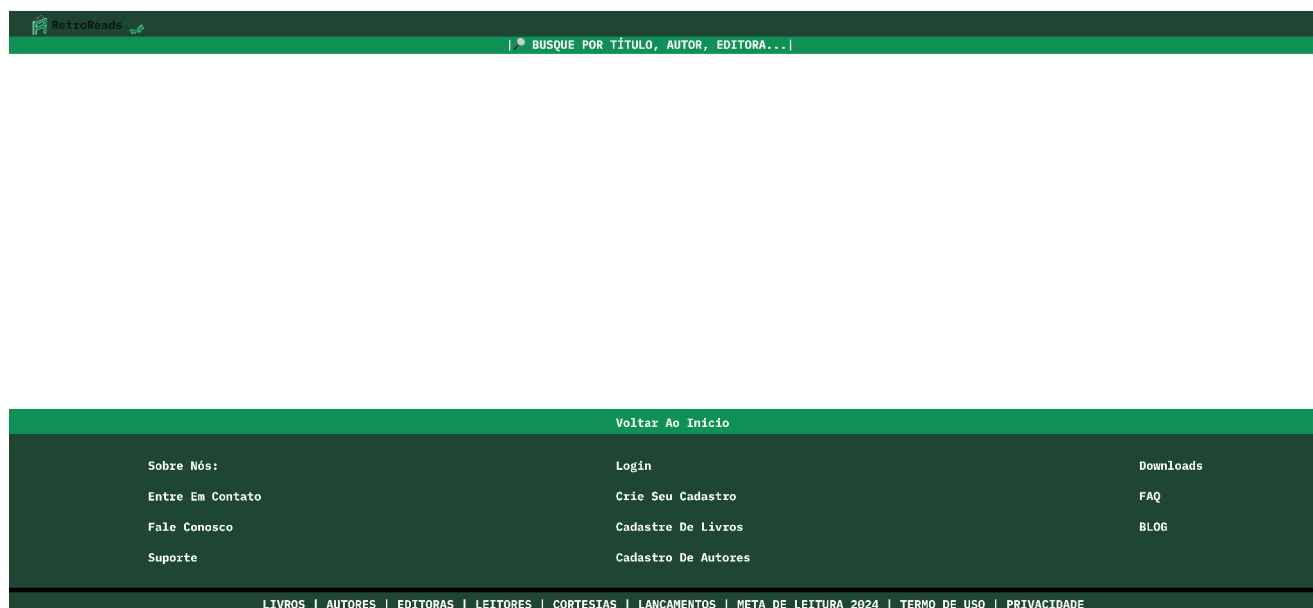 RetroReads
| BUSQUE POR TÍTULO, AUTOR, EDITORA...|
Voltar Ao Inicio
Sobre Nós:
Entre Em Contato
Fale Conosco
Suporte
Login
Crie Seu Cadastro
Cadastre De Livros
Cadastro De Autores
Downloads
FAQ
BLOG
LIVROS | AUTORES | EDITORAS | LEITORES | CORTESIAS | LANCAMENTOS | META DE LEITURA 2024 | TERMO DE USO | PRIVACIDADE